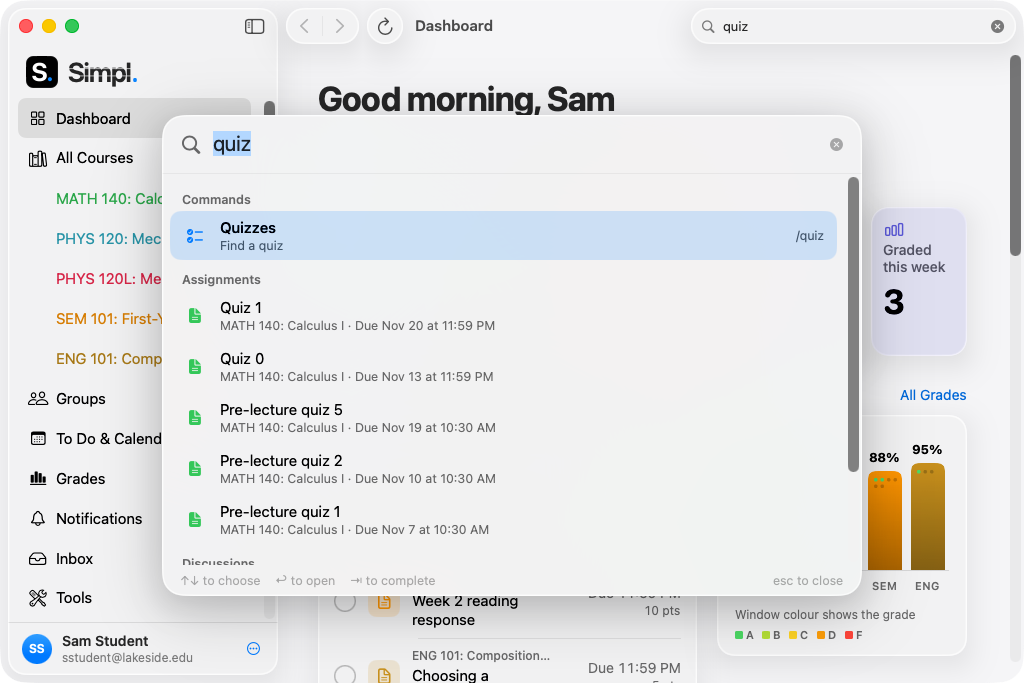 Dashboard
quiz
S.
Simpl.
Good morning, Sam
Dashboard
All Courses
MATH 140: Calc
PHYS 120: Mec
PHYS 120L: Me
SEM 101: First-Y
ENG 101: Comp
Groups
To Do & Calend
Grades
Notifications
Inbox
Tools
SS
Sam Student
sstudent@lakeside.edu
quiz
Commands
Quizzes
Find a quiz
/quiz
Assignments
Quiz 1
MATH 140: Calculus I · Due Nov 20 at 11:59 PM
Quiz 0
MATH 140: Calculus I · Due Nov 13 at 11:59 PM
Pre-lecture quiz 5
MATH 140: Calculus I · Due Nov 19 at 10:30 AM
Pre-lecture quiz 2
MATH 140: Calculus I · Due Nov 10 at 10:30 AM
Pre-lecture quiz 1
MATH 140: Calculus I · Due Nov 7 at 10:30 AM
Discussions
↑↓ to choose ↩ to open ⇥ to complete
esc to close
Graded
this week
3
All Grades
88% 95%
SEM ENG
Window colour shows the grade
A B C D F
Week 2 reading
response
Due 11:59 PM
10 pts
ENG 101: Composition...
Choosing a
Due 11:59 PM